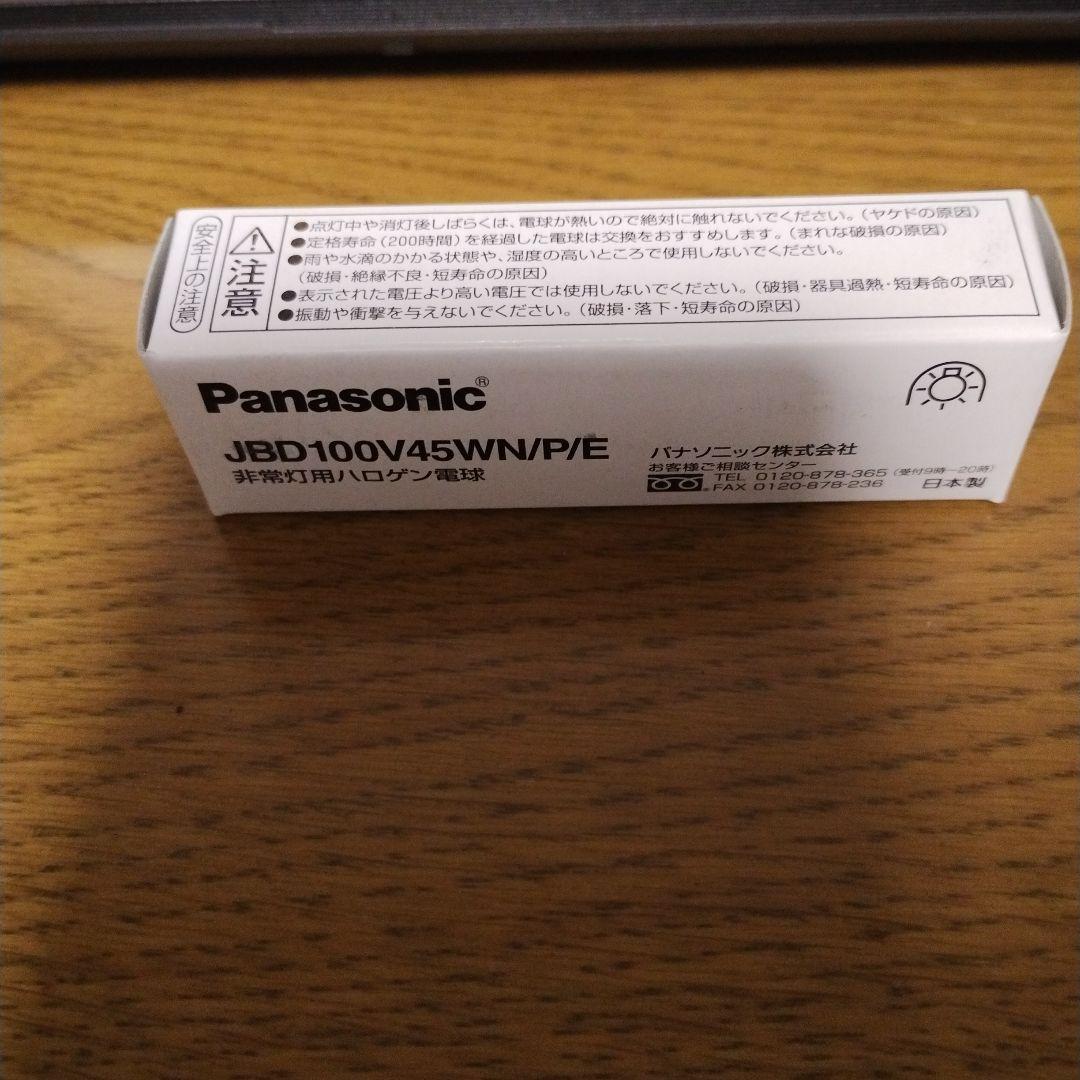 安全上の注意
注意
●点灯中や消灯後しばらくは、電球が熱いので絶対に触れないでください。(ヤケドの原因)
●定格寿命(200時間)を経過した電球は交換をおすすめします。(まれな破損の原因)
●雨や水滴のかかる状態や、湿度の高いところで使用しないでください。
(破損・絶縁不良・短寿命の原因)
●表示された電圧より高い電圧では使用しないでください。(破損・器具過熱・短寿命の原因)
●振動や衝撃を与えないでください。(破損・落下・短寿命の原因)
Panasonic®
JBD100V45WN/P/E
非常灯用ハロゲン電球
パナソニック株式会社
お客様ご相談センター
TEL 0120-878-365 (受付9時−20時)
FAX 0120-878-236
日本製